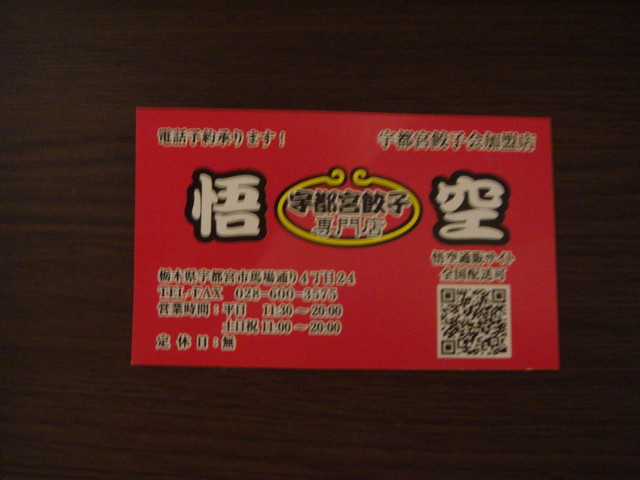 電話予約承ります!
宇都宮餃子会加盟店
悟
宇都宮餃子
専門店
空
悟空通販サイト
全国配送可
栃木県宇都宮市馬場通り4丁目24
TEL/FAX 028-600-3575
営業時間:平日 11:30~20:00
土日祝 11:00~20:00
定休日:無